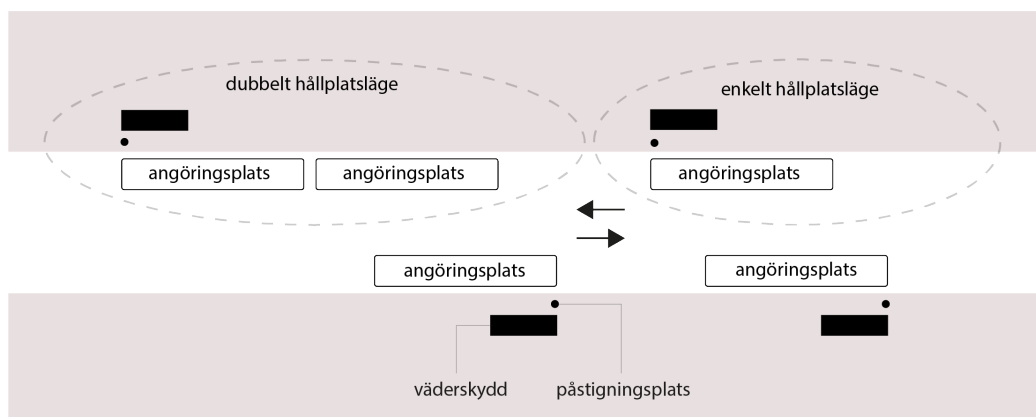 dubbelt hållplatsläge
enkelt hållplatsläge
angöringsplats
angöringsplats
angöringsplats
angöringsplats
angöringsplats
väderskydd
påstigningsplats